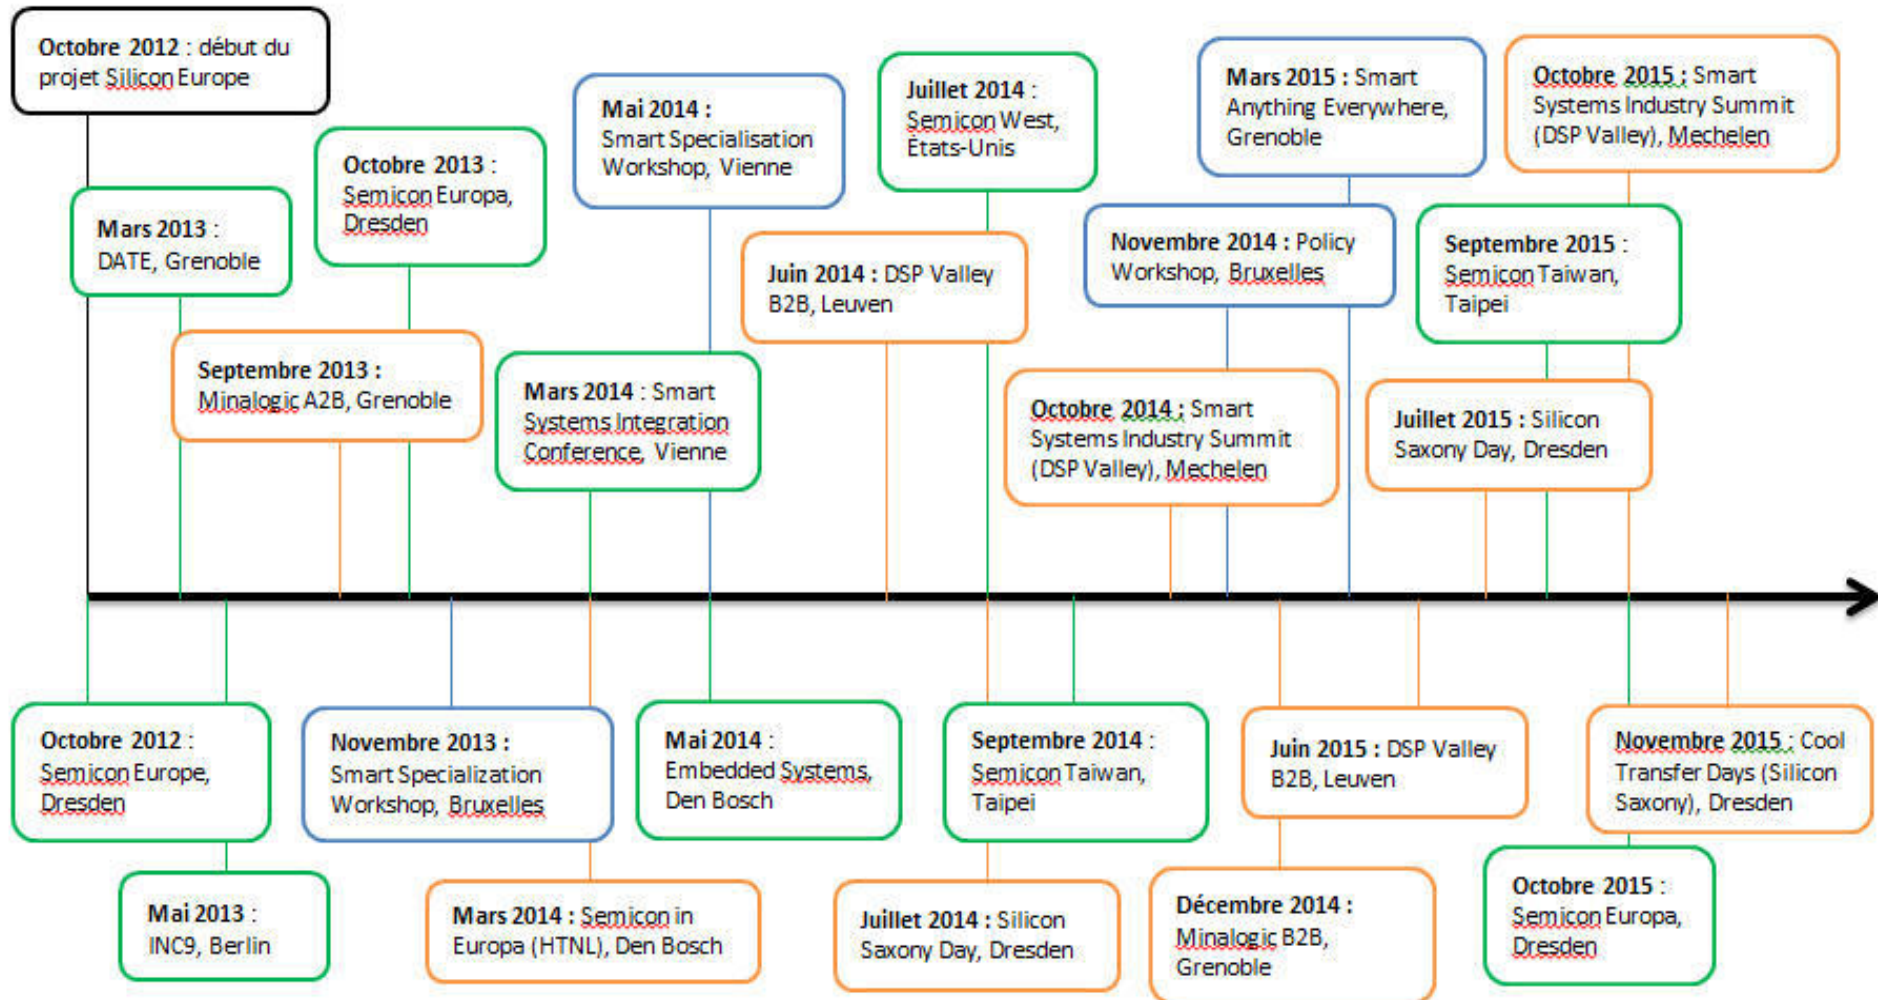 Octobre 2012 : début du
projet Silicon Europe
Mars 2013 :
DATE, Grenoble
Octobre 2013 :
Semicon Europa,
Dresden
Septembre 2013 :
Minalogic A2B, Grenoble
Mai 2014 :
Smart Specialisation
Workshop, Vienne
Mars 2014 : Smart
Systems Integration
Conference, Vienne
Juillet 2014 :
Semicon West,
États-Unis
Juin 2014 : DSP Valley
B2B, Leuven
Mars 2015 : Smart
Anything Everywhere,
Grenoble
Novembre 2014 : Policy
Workshop, Bruxelles
Octobre 2014 : Smart
Systems Industry Summit
(DSP Valley), Mechelen
Octobre 2015 : Smart
Systems Industry Summit
(DSP Valley), Mechelen
Septembre 2015 :
Semicon Taiwan,
Taipei
Juillet 2015 : Silicon
Saxony Day, Dresden
Octobre 2012 :
Semicon Europe,
Dresden
Mai 2013 :
INC9, Berlin
Novembre 2013 :
Smart Specialization
Workshop, Bruxelles
Mars 2014 : Semicon in
Europa (HTNL), Den Bosch
Mai 2014 :
Embedded Systems,
Den Bosch
Septembre 2014 :
Semicon Taiwan,
Taipei
Juillet 2014 : Silicon
Saxony Day, Dresden
Juin 2015 : DSP Valley
B2B, Leuven
Décembre 2014 :
Minalogic B2B,
Grenoble
Novembre 2015 : Cool
Transfer Days (Silicon
Saxony), Dresden
Octobre 2015 :
Semicon Europa,
Dresden